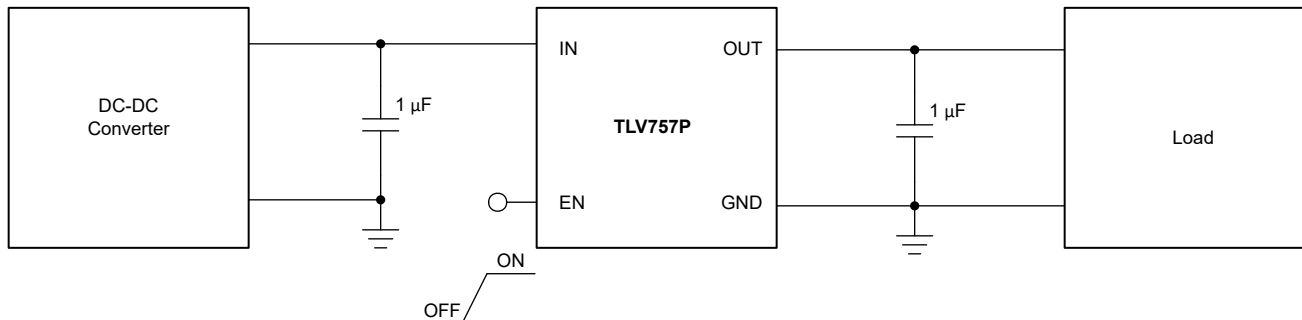 DC-DC
Converter
1 µF
IN
EN
TLV757P
OUT
GND
1 µF
Load
ON
OFF